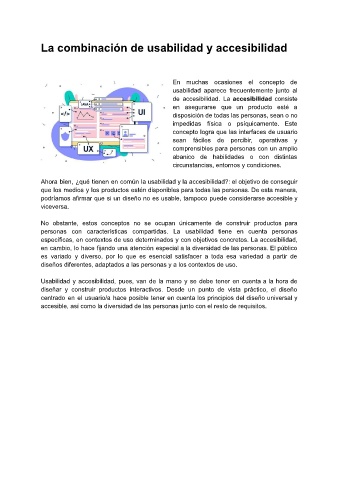 La combinación de usabilidad y accesibilidad
En muchas ocasiones el concepto de
usabilidad aparece frecuentemente junto al
de accesibilidad. La accesibilidad consiste
en asegurarse que un producto esté a
disposición de todas las personas, sean o no
impedidas física o psíquicamente. Este
concepto logra que las interfaces de usuario
sean fáciles de percibir, operativas y
comprensibles para personas con un amplio
abanico de habilidades o con distintas
circunstancias, entornos y condiciones.
</>
UI
UX
Ahora bien, ¿qué tienen en común la usabilidad y la accesibilidad?: el objetivo de conseguir
que los medios y los productos estén disponibles para todas las personas. De esta manera,
podríamos afirmar que si un diseño no es usable, tampoco puede considerarse accesible y
viceversa.
No obstante, estos conceptos no se ocupan únicamente de construir productos para
personas con características compartidas. La usabilidad tiene en cuenta personas
específicas, en contextos de uso determinados y con objetivos concretos. La accesibilidad,
en cambio, lo hace fijando una atención especial a la diversidad de las personas. El público
es variado y diverso, por lo que es esencial satisfacer a toda esa variedad a partir de
diseños diferentes, adaptados a las personas y a los contextos de uso.
Usabilidad y accesibilidad, pues, van de la mano y se debe tener en cuenta a la hora de
diseñar y construir productos interactivos. Desde un punto de vista práctico, el diseño
centrado en el usuario/a hace posible tener en cuenta los principios del diseño universal y
accesible, así como la diversidad de las personas junto con el resto de requisitos.